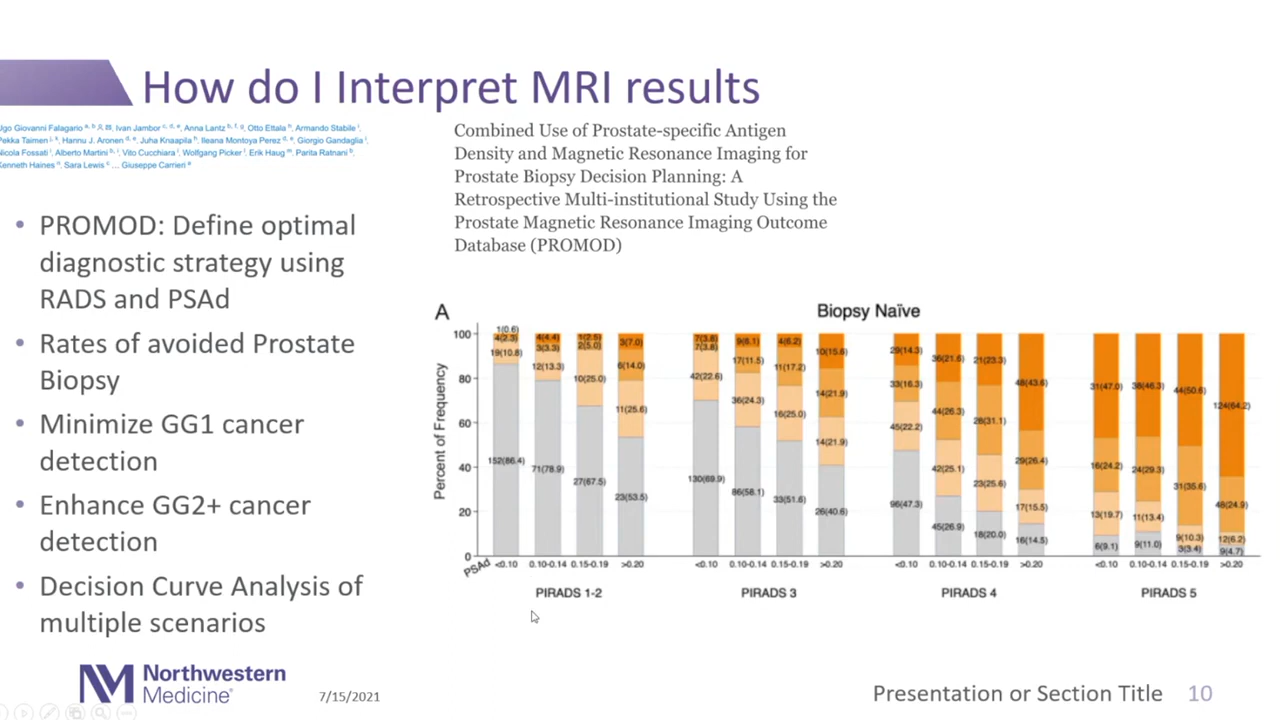 How do I Interpret MRI results
Ugo Giovanni Falagario a, b, Ivan Jambor c, d, e, Anna Lantz b, f, g, Otto Ettala h, Armando Stabile i,
Pekka Taimen j, k, Hannu J. Aronen d, e, Juha Knaapila h, Ileana Montoya Perez d, e, Giorgio Gandaglia i,
Nicola Fossati i, Alberto Martini b, i, Vito Cucchiara i, Wolfgang Picker l, Erik Haug m, Parita Ratnani b,
Kenneth Haines n, Sara Lewis c ... Giuseppe Carrieri a
Combined Use of Prostate-specific Antigen
Density and Magnetic Resonance Imaging for
Prostate Biopsy Decision Planning: A
Retrospective Multi-institutional Study Using the
Prostate Magnetic Resonance Imaging Outcome
Database (PROMOD)
• PROMOD: Define optimal
diagnostic strategy using
RADS and PSAd
• Rates of avoided Prostate
Biopsy
• Minimize GG1 cancer
detection
• Enhance GG2+ cancer
detection
• Decision Curve Analysis of
multiple scenarios
A
Biopsy Naïve
Percent of Frequency
100
80
60
40
20
0
1(0.6) 4(2.3) 19(10.8) 152(86.4)
4(4.4) 3(3.3) 12(13.3) 71(78.9)
1(2.5) 2(5.0) 10(25.0) 27(67.5)
3(7.0) 6(14.0) 11(25.6) 23(53.5)
7(3.8) 7(3.8) 42(22.6) 130(69.9)
9(6.1) 17(11.5) 36(24.3) 86(58.1)
4(6.2) 11(17.2) 16(25.0) 33(51.6)
10(15.6) 14(21.9) 14(21.9) 26(40.6)
29(14.3) 33(16.3) 45(22.2) 96(47.3)
36(21.6) 44(26.3) 42(25.1) 45(26.9)
21(23.3) 28(31.1) 23(25.6) 18(20.0)
48(43.6) 29(26.4) 17(15.5) 16(14.5)
31(47.0) 16(24.2) 13(19.7) 6(9.1)
38(46.3) 24(29.3) 11(13.4) 9(11.0)
44(50.6) 31(35.6) 9(10.3) 3(3.4)
124(64.2) 48(24.9) 12(6.2) 9(4.7)
PSAd <0.10 0.10-0.14 0.15-0.19 >0.20 <0.10 0.10-0.14 0.15-0.19 >0.20 <0.10 0.10-0.14 0.15-0.19 >0.20 <0.10 0.10-0.14 0.15-0.19 >0.20
PIRADS 1-2 PIRADS 3 PIRADS 4 PIRADS 5
NM Northwestern
Medicine®
7/15/2021
Presentation or Section Title 10